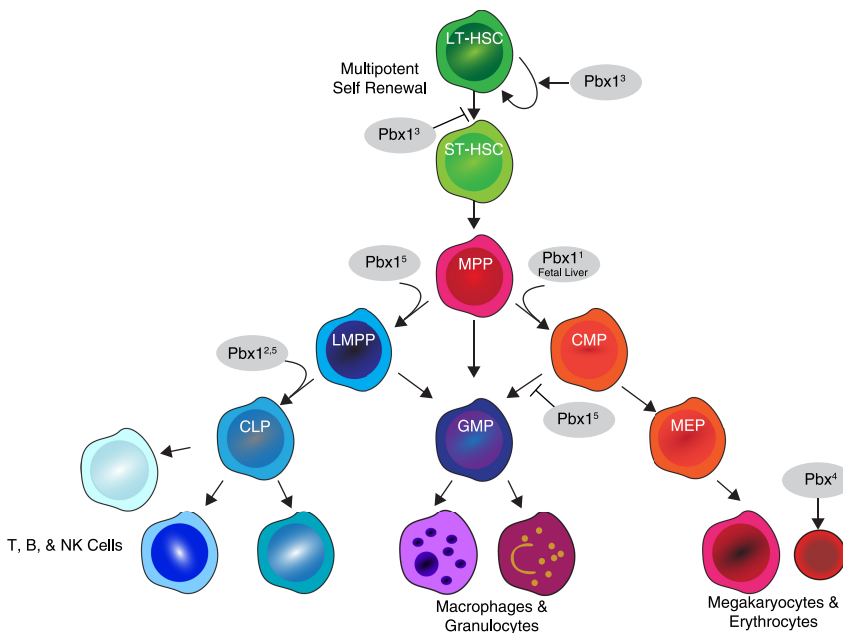 LT-HSC
Multipotent
Self Renewal
Pbx1³
Pbx1³
ST-HSC
MPP
Pbx1⁵
Pbx1¹
Fetal Liver
LMPP
CMP
Pbx1²,⁵
Pbx1⁵
CLP
GMP
MEP
Pbx⁴
T, B, & NK Cells
Macrophages &
Granulocytes
Megakaryocytes &
Erythrocytes